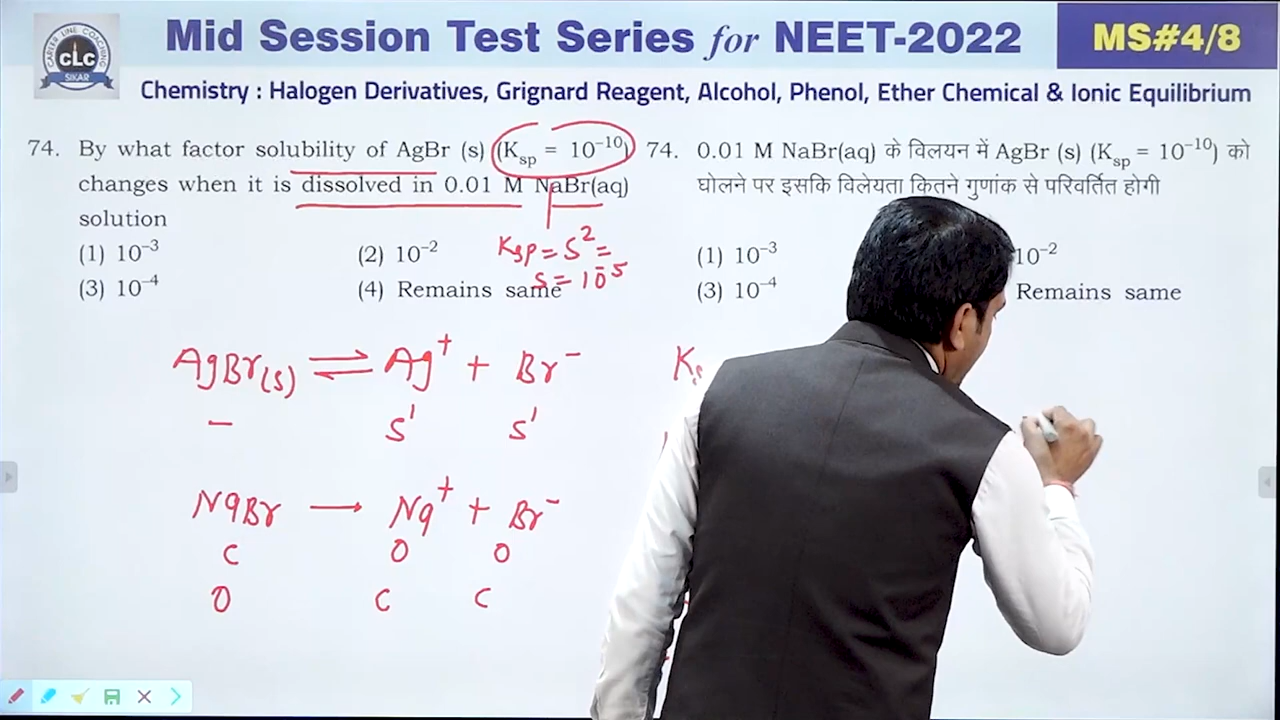 Mid Session Test Series for NEET-2022
MS#4/8
CAREER LINE COACHING
CLC
SIKAR
Chemistry : Halogen Derivatives, Grignard Reagent, Alcohol, Phenol, Ether Chemical & Ionic Equilibrium
74. By what factor solubility of AgBr (s) (Ksp = 10⁻¹⁰)
changes when it is dissolved in 0.01 M NaBr(aq)
solution
(1) 10⁻³ (2) 10⁻²
(3) 10⁻⁴ (4) Remains same
Ksp = S² =
S = 10⁻⁵
AgBr(s) ⇌ Ag⁺ + Br⁻
– S' S'
NaBr → Na⁺ + Br⁻
C O O
O C C
74. 0.01 M NaBr(aq) के विलयन में AgBr (s) (Ksp = 10⁻¹⁰) को
घोलने पर इसकि विलेयता कितने गुणांक से परिवर्तित होगी
(1) 10⁻³ 10⁻²
(3) 10⁻⁴ Remains same